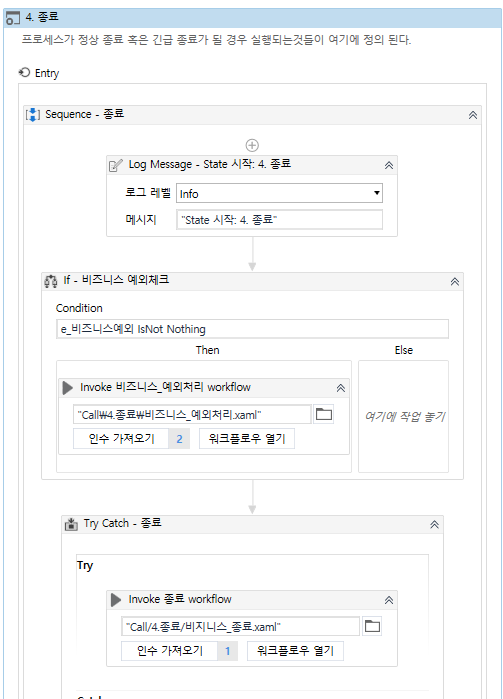 4. 종료
프로세스가 정상 종료 혹은 긴급 종료가 될 경우 실행되는것들이 여기에 정의 된다.
Entry
Sequence - 종료
Log Message - State 시작: 4. 종료
로그 레벨 Info
메시지 "State 시작: 4. 종료"
If - 비즈니스 예외체크
Condition
e_비즈니스예외 IsNot Nothing
Then Else
Invoke 비즈니스_예외처리 workflow
"Call₩4.종료₩비즈니스_예외처리.xaml"
여기에 작업 놓기
인수 가져오기 2 워크플로우 열기
Try Catch - 종료
Try
Invoke 종료 workflow
"Call/4.종료/비지니스_종료.xaml"
인수 가져오기 1 워크플로우 열기